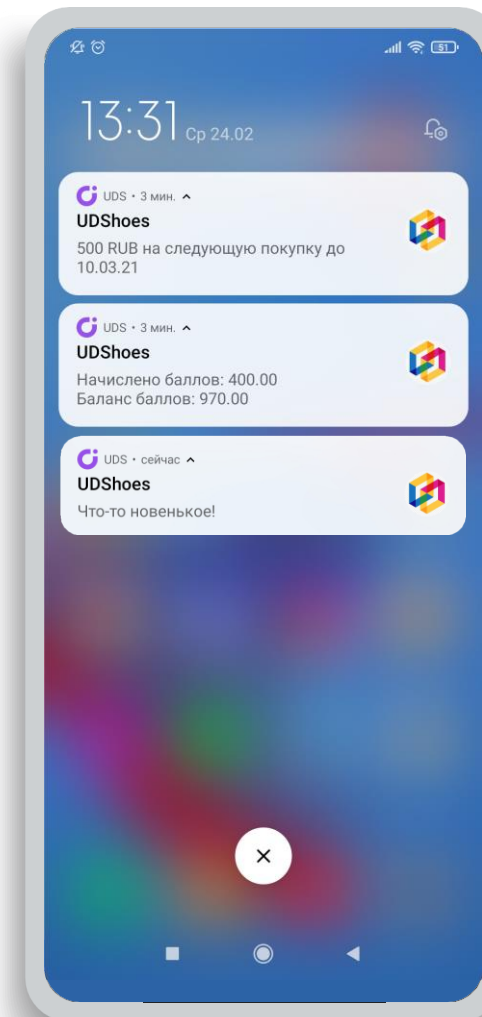 51
13:31 Ср 24.02
UDS • 3 мин.
UDShoes
500 RUB на следующую покупку до
10.03.21
UDS • 3 мин.
UDShoes
Начислено баллов: 400.00
Баланс баллов: 970.00
UDS • сейчас
UDShoes
Что-то новенькое!